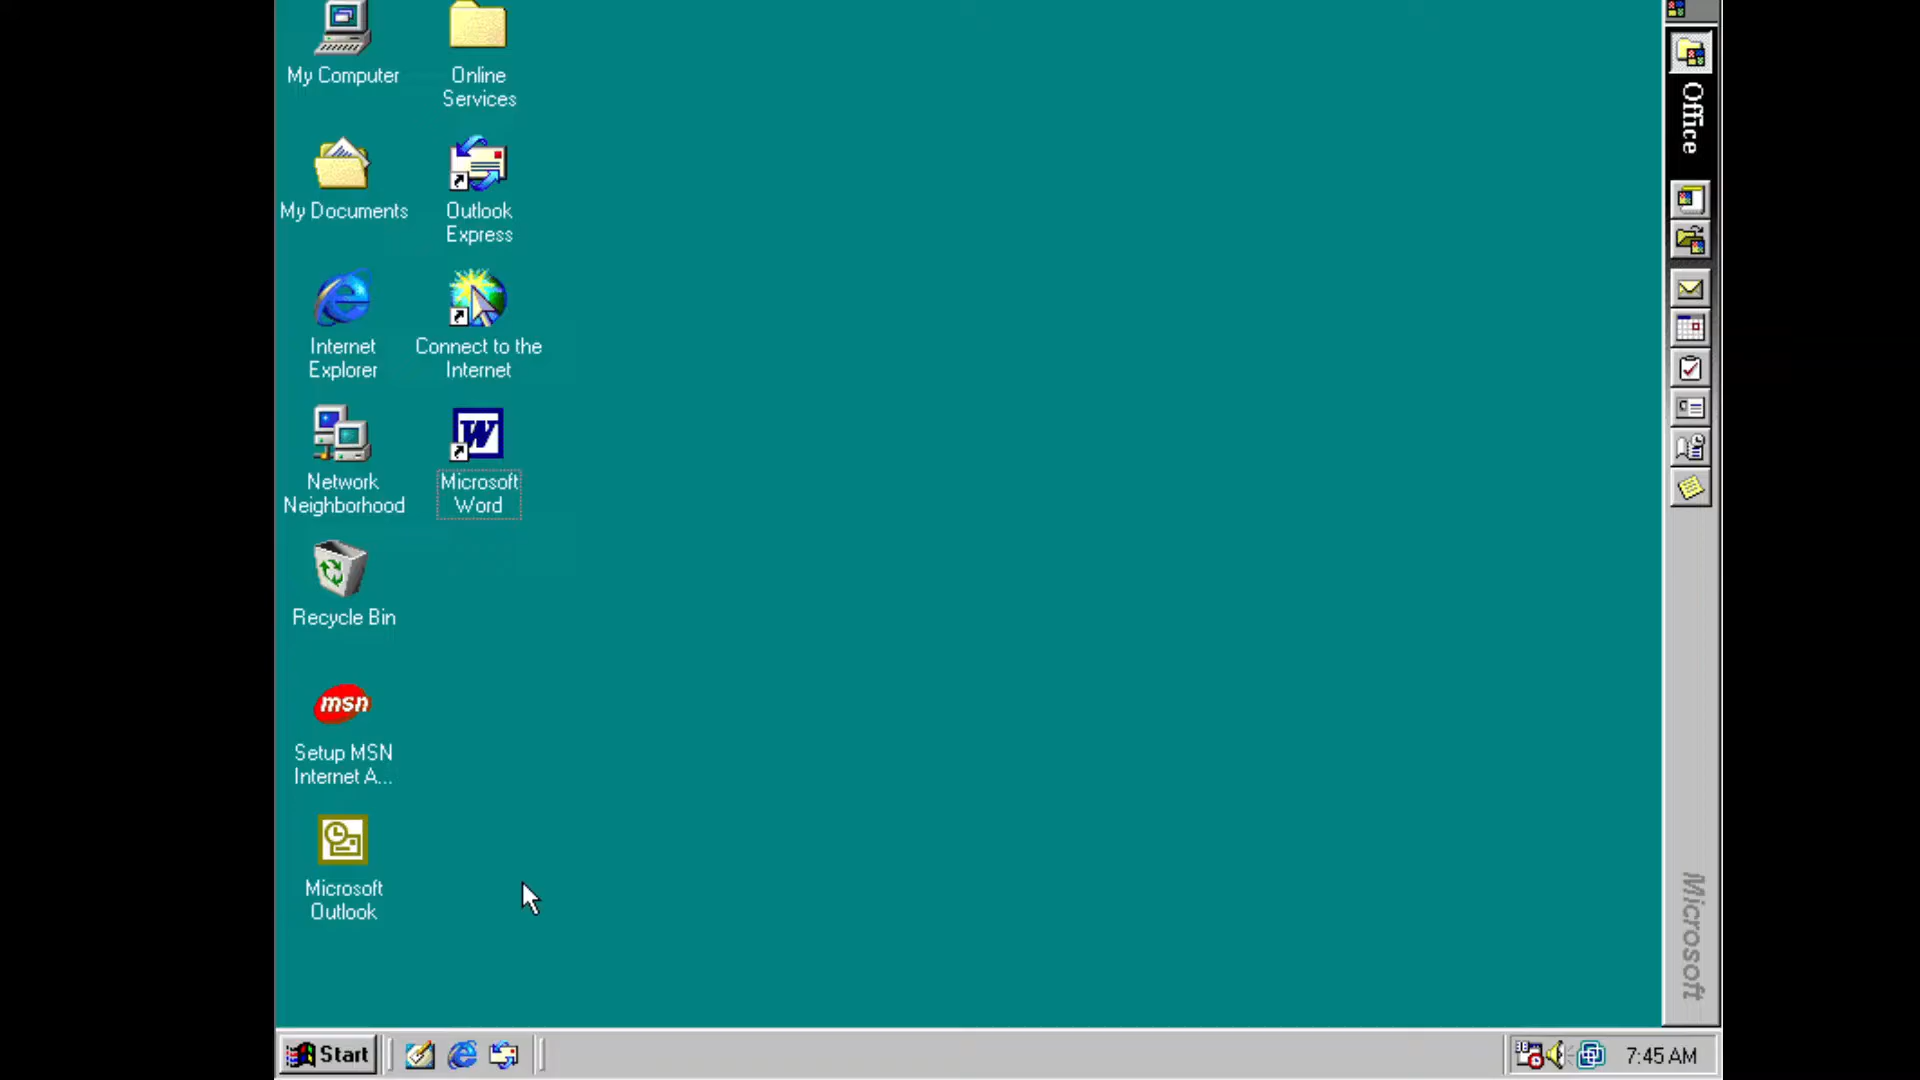 My Computer
Online
Services
My Documents
Outlook
Express
Internet
Explorer
Connect to the
Internet
Network
Neighborhood
W
Microsoft
Word
Recycle Bin
msn
Setup MSN
Internet A...
Microsoft
Outlook
Office
Microsoft
Start
7:45 AM